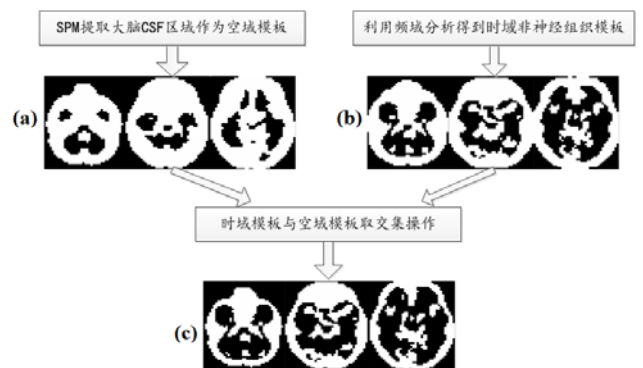 SPM提取大脑CSF区域作为空域模板
利用频域分析得到时域非神经组织模板
(a)
(b)
时域模板与空域模板取交集操作
(c)